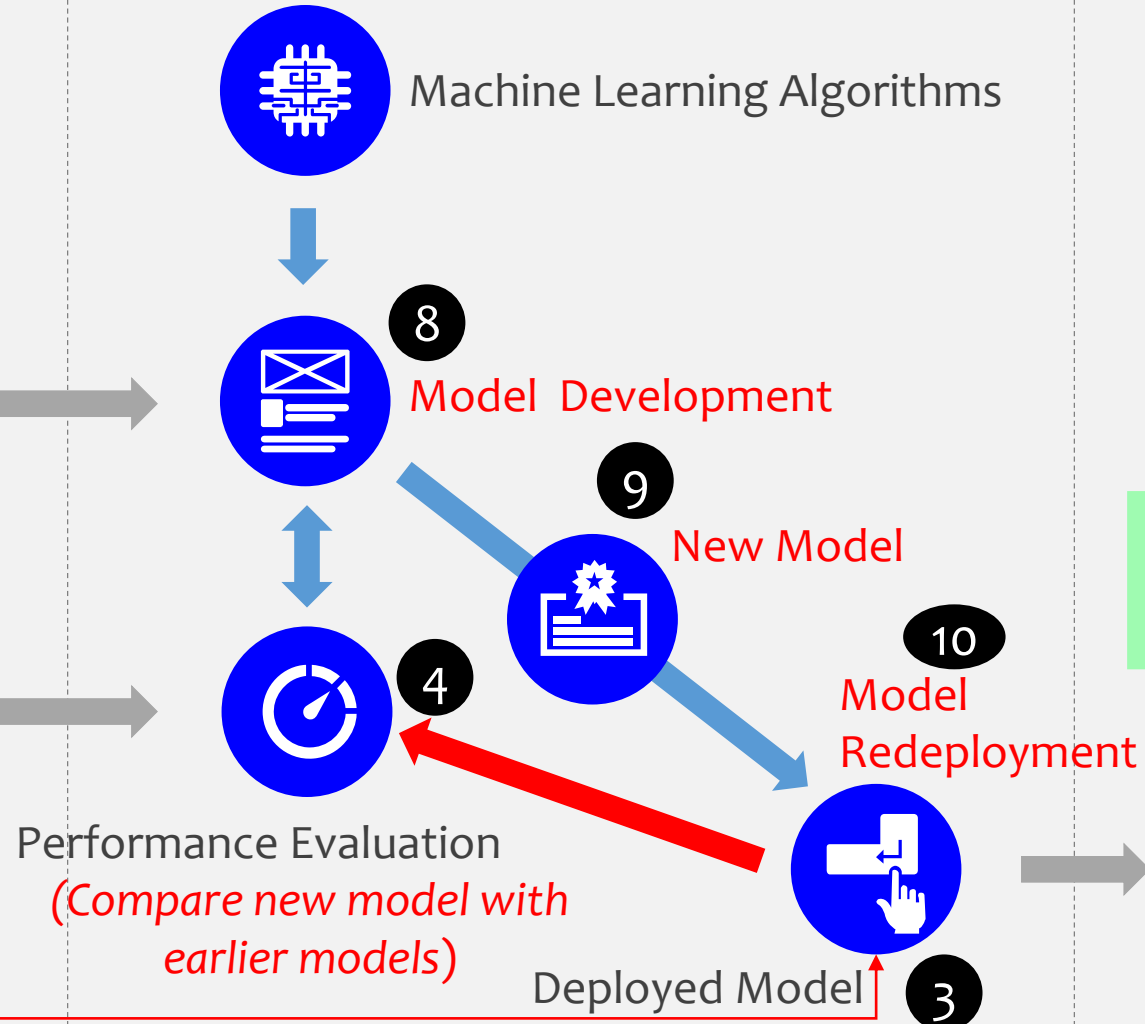 Machine Learning Algorithms
8
Model Development
9
New Model
10
Model
Redeployment
4
Performance Evaluation
(Compare new model with
earlier models)
Deployed Model
3